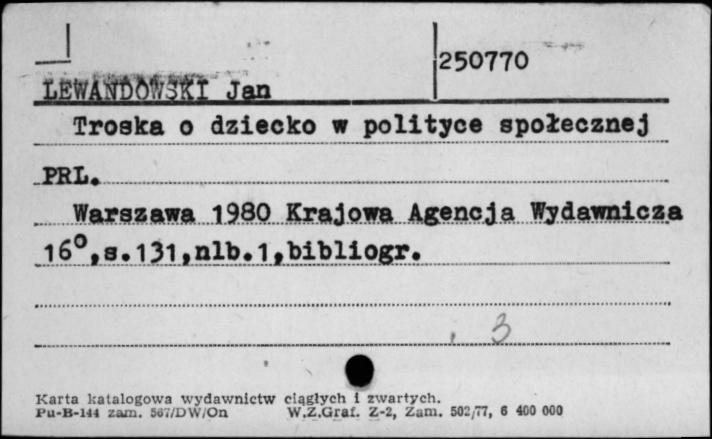 250770
LEWANDOWSKI Jan
Troska o dziecko w polityce społecznej
PRL.
Warszawa 1980 Krajowa Agencja Wydawnicza
16°,s.131,nlb.1,bibliogr.
3
Karta katalogowa wydawnictw ciągłych i zwartych.
Pu-B-144 zam. 567/DW/On W.Z.Graf. Z-2, Zam. 502/77, 6 400 000